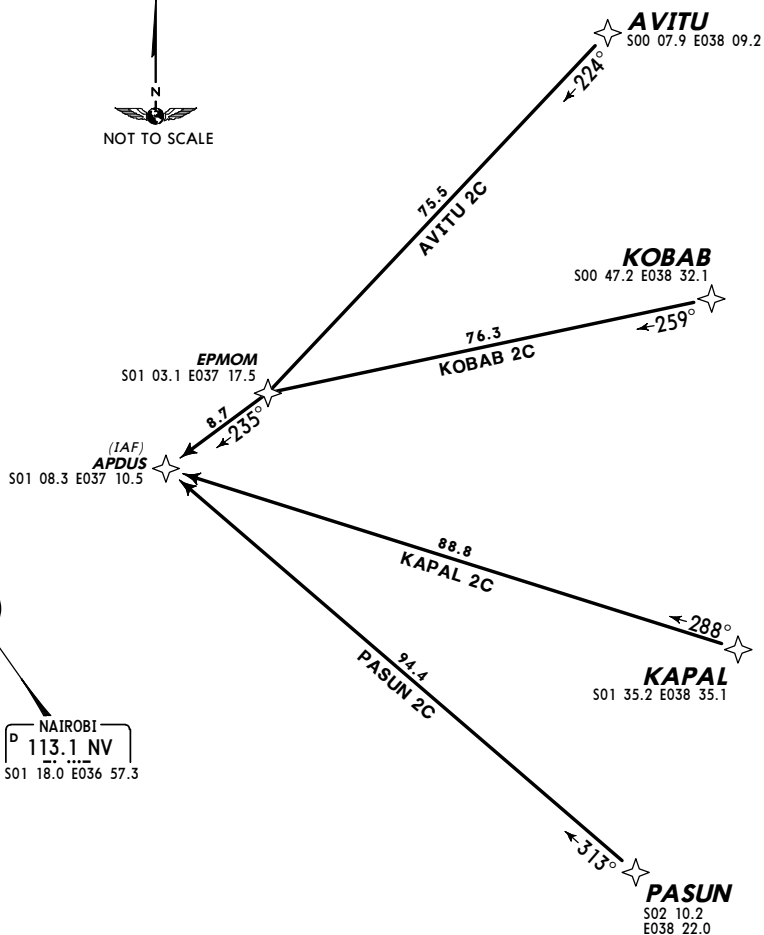 AVITU
S00 07.9 E038 09.2
←224°
N
NOT TO SCALE
75.5
AVITU 2C
KOBAB
S00 47.2 E038 32.1
←259°
76.3
KOBAB 2C
EPMOM
S01 03.1 E037 17.5
8.7
←235°
(IAF)
APDUS
S01 08.3 E037 10.5
88.8
KAPAL 2C
←288°
KAPAL
S01 35.2 E038 35.1
94.4
PASUN 2C
NAIROBI
D 113.1 NV
S01 18.0 E036 57.3
←313°
PASUN
S02 10.2
E038 22.0